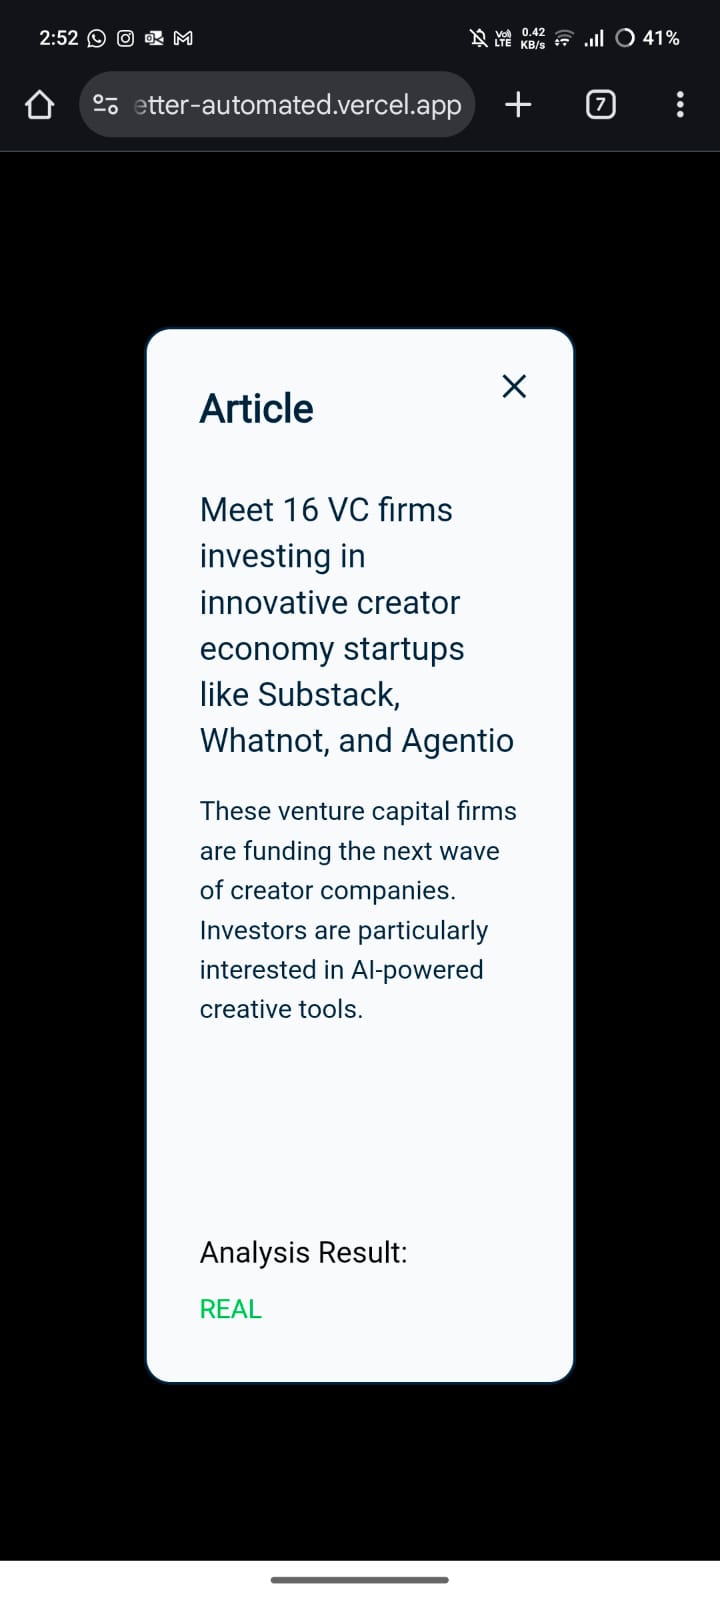 2:52 Vo) LTE 0.42 KB/s 41%
etter-automated.vercel.app 7
Article
Meet 16 VC firms
investing in
innovative creator
economy startups
like Substack,
Whatnot, and Agentio
These venture capital firms
are funding the next wave
of creator companies.
Investors are particularly
interested in AI-powered
creative tools.
Analysis Result:
REAL